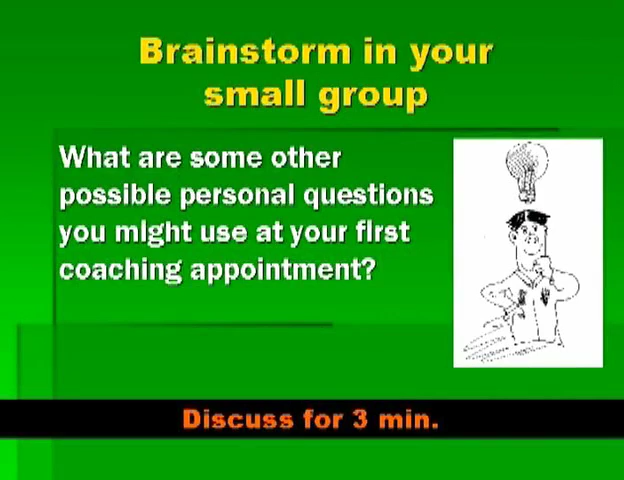 Brainstorm in your
small group
What are some other
possible personal questions
you might use at your first
coaching appointment?
Discuss for 3 min.